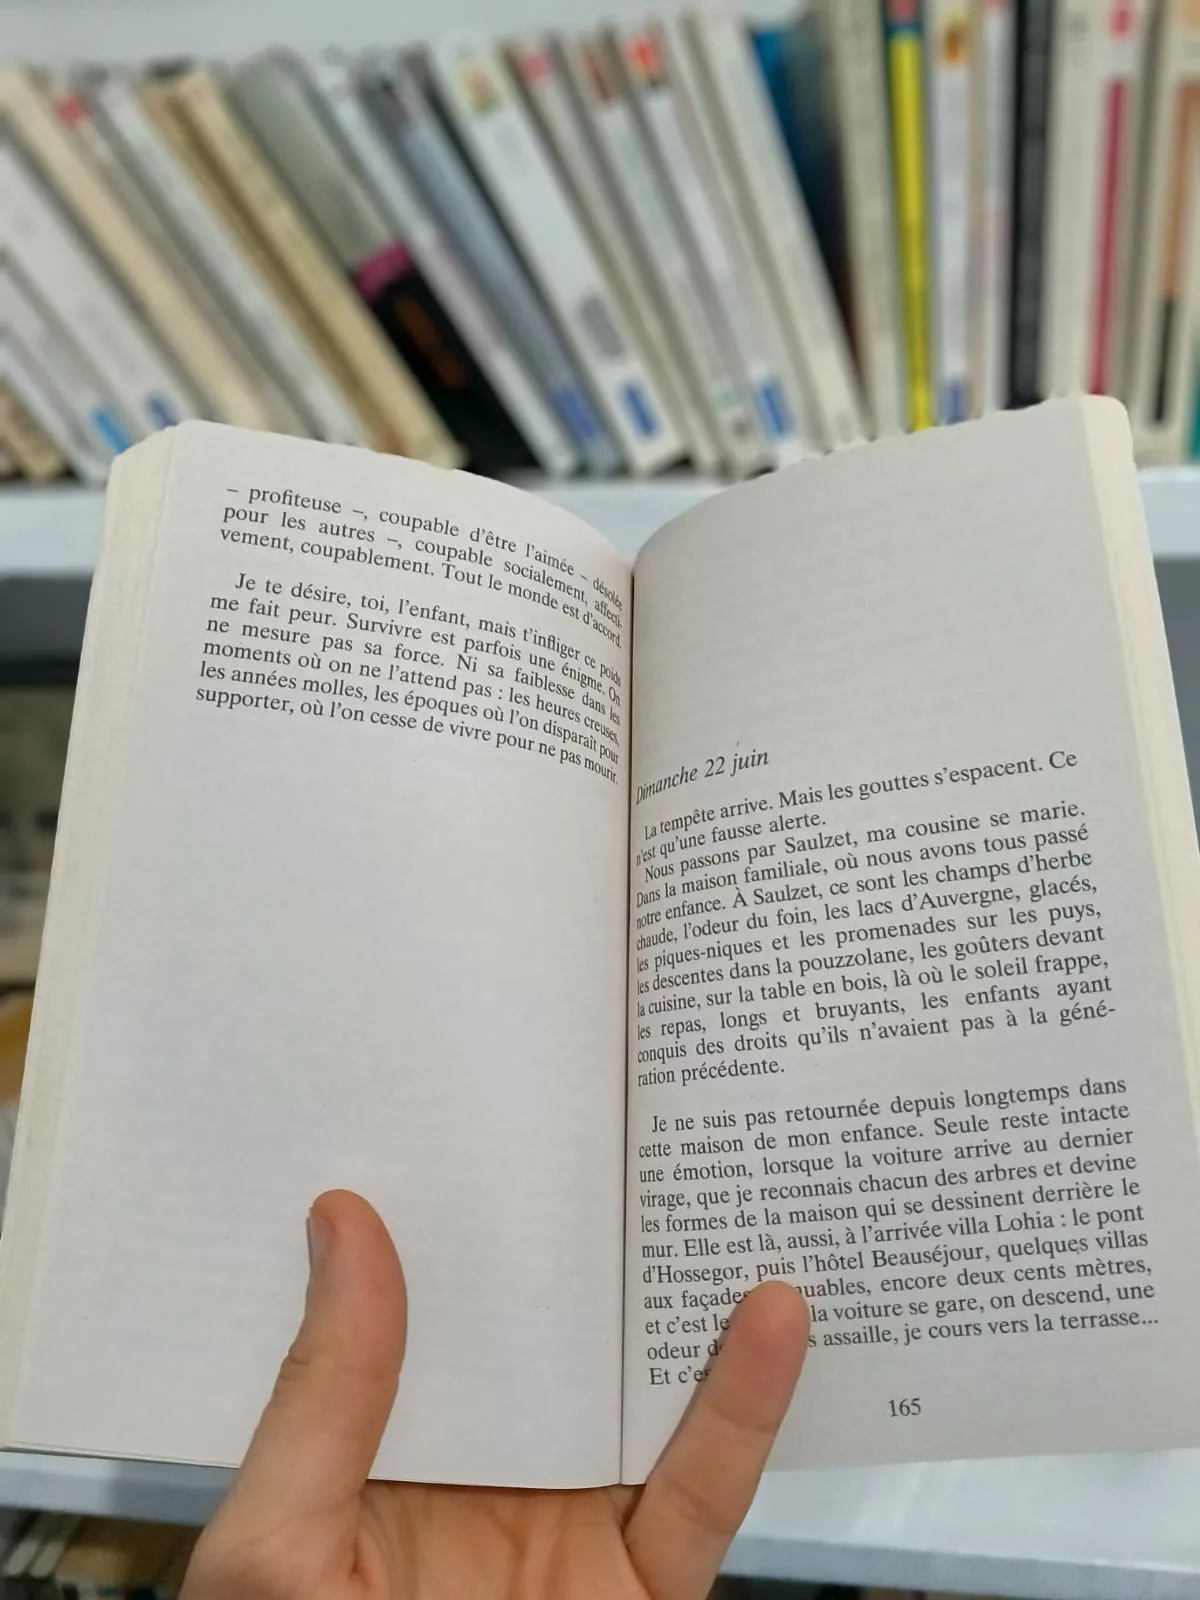 – profiteuse –, coupable d'être l'aimée – désolée
pour les autres –, coupable socialement, affecti-
vement, coupablement. Tout le monde est d'accord.
Je te désire, toi, l'enfant, mais t'infliger ce poids
me fait peur. Survivre est parfois une énigme. On
ne mesure pas sa force. Ni sa faiblesse dans les
moments où on ne l'attend pas : les heures creuses,
les années molles, les époques où l'on disparaît pour
supporter, où l'on cesse de vivre pour ne pas mourir.
Dimanche 22 juin
La tempête arrive. Mais les gouttes s'espacent. Ce
n'est qu'une fausse alerte.
Nous passons par Saulzet, ma cousine se marie.
Dans la maison familiale, où nous avons tous passé
notre enfance. À Saulzet, ce sont les champs d'herbe
chaude, l'odeur du foin, les lacs d'Auvergne, glacés,
les piques-niques et les promenades sur les puys,
les descentes dans la pouzzolane, les goûters devant
la cuisine, sur la table en bois, là où le soleil frappe,
les repas, longs et bruyants, les enfants ayant
conquis des droits qu'ils n'avaient pas à la géné-
ration précédente.
Je ne suis pas retournée depuis longtemps dans
cette maison de mon enfance. Seule reste intacte
une émotion, lorsque la voiture arrive au dernier
virage, que je reconnais chacun des arbres et devine
les formes de la maison qui se dessinent derrière le
mur. Elle est là, aussi, à l'arrivée villa Lohia : le pont
d'Hossegor, puis l'hôtel Beauséjour, quelques villas
aux façades encore deux cents mètres,
et c'est la voiture se gare, on descend, une
odeur assaille, je cours vers la terrasse...
Et
165